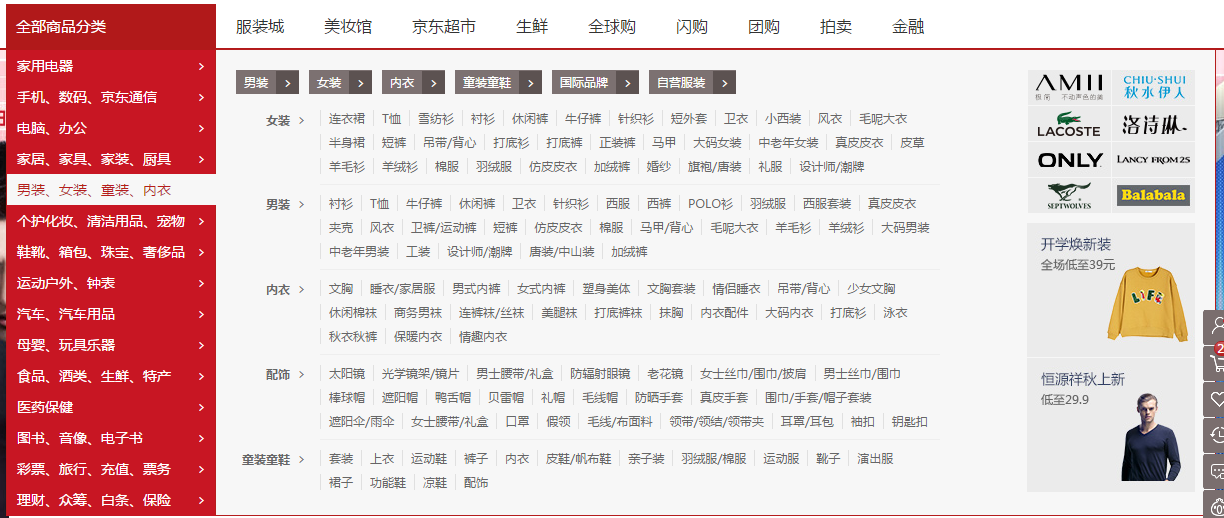 全部商品分类 服装城 美妆馆 京东超市 生鲜 全球购 闪购 团购 拍卖 金融
家用电器
手机、数码、京东通信
电脑、办公
家居、家具、家装、厨具
男装、女装、童装、内衣
个护化妆、清洁用品、宠物
鞋靴、箱包、珠宝、奢侈品
运动户外、钟表
汽车、汽车用品
母婴、玩具乐器
食品、酒类、生鲜、特产
医药保健
图书、音像、电子书
彩票、旅行、充值、票务
理财、众筹、白条、保险
男装 女装 内衣 童装童鞋 国际品牌 自营服装
女装 连衣裙 T恤 雪纺衫 衬衫 休闲裤 牛仔裤 针织衫 短外套 卫衣 小西装 风衣 毛呢大衣
半身裙 短裤 吊带/背心 打底衫 打底裤 正装裤 马甲 大码女装 中老年女装 真皮皮衣 皮草
羊毛衫 羊绒衫 棉服 羽绒服 仿皮皮衣 加绒裤 婚纱 旗袍/唐装 礼服 设计师/潮牌
男装 衬衫 T恤 牛仔裤 休闲裤 卫衣 针织衫 西服 西裤 POLO衫 羽绒服 西服套装 真皮皮衣
夹克 风衣 卫裤/运动裤 短裤 仿皮皮衣 棉服 马甲/背心 毛呢大衣 羊毛衫 羊绒衫 大码男装
中老年男装 工装 设计师/潮牌 唐装/中山装 加绒裤
内衣 文胸 睡衣/家居服 男式内裤 女式内裤 塑身美体 文胸套装 情侣睡衣 吊带/背心 少女文胸
休闲棉袜 商务男袜 连裤袜/丝袜 美腿袜 打底裤袜 抹胸 内衣配件 大码内衣 打底衫 泳衣
秋衣秋裤 保暖内衣 情趣内衣
配饰 太阳镜 光学镜架/镜片 男士腰带/礼盒 防辐射眼镜 老花镜 女士丝巾/围巾/披肩 男士丝巾/围巾
棒球帽 遮阳帽 鸭舌帽 贝雷帽 礼帽 毛线帽 防晒手套 真皮手套 围巾/手套/帽子套装
遮阳伞/雨伞 女士腰带/礼盒 口罩 假领 毛线/布面料 领带/领结/领带夹 耳罩/耳包 袖扣 钥匙扣
童装童鞋 套装 上衣 运动鞋 裤子 内衣 皮鞋/帆布鞋 亲子装 羽绒服/棉服 运动服 靴子 演出服
裙子 功能鞋 凉鞋 配饰
AMII CHIU·SHUI
极简 不动声色的美 秋水伊人
LACOSTE 洛诗琳
ONLY LANCY FROM 25
SEPTWOLVES Balabala
开学焕新装
全场低至39元
LIFE
恒源祥秋上新
低至29.9
2